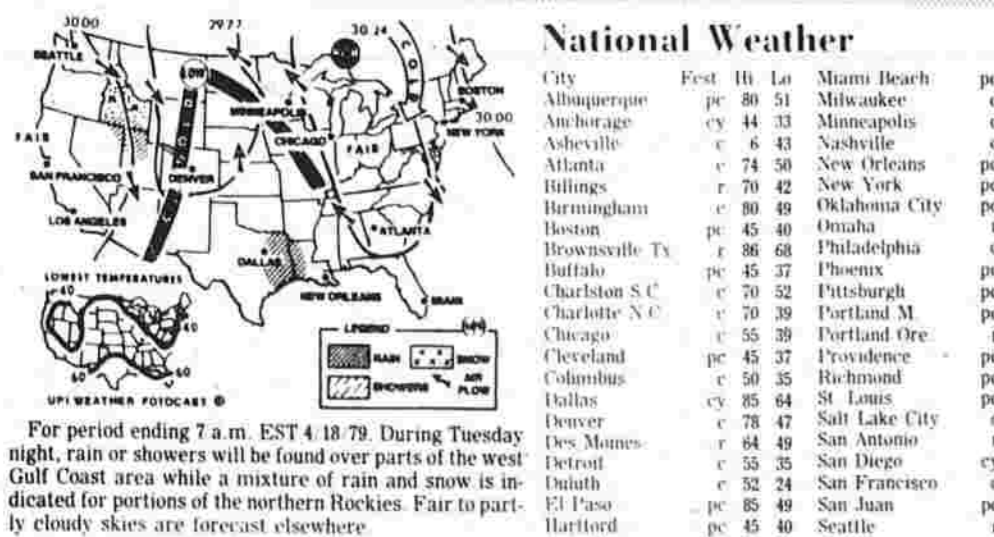 30.00
29.77
30.24
COLD
SEATTLE
LOW
MINNEAPOLIS
BOSTON
30.00
NEW YORK
FAIR
CHICAGO
FAIR
SAN FRANCISCO
DENVER
LOS ANGELES
ATLANTA
DALLAS
NEW ORLEANS
MIAMI
LOWEST TEMPERATURES
40
40
60
60
LEGEND
RAIN
SNOW
SHOWERS
AIR
FLOW
UPI WEATHER FOTOCAST ©
For period ending 7 a.m. EST 4/18/79. During Tuesday
night, rain or showers will be found over parts of the west
Gulf Coast area while a mixture of rain and snow is in-
dicated for portions of the northern Rockies. Fair to part-
ly cloudy skies are forecast elsewhere.
National Weather
City Fcst Hi Lo
Albuquerque pc 80 51
Anchorage cy 44 33
Asheville c 6 43
Atlanta c 74 50
Billings r 70 42
Birmingham c 80 49
Boston pc 45 40
Brownsville Tx r 86 68
Buffalo pc 45 37
Charlston S.C. c 70 52
Charlotte N.C. c 70 39
Chicago c 55 39
Cleveland pc 45 37
Columbus c 50 35
Dallas cy 85 64
Denver c 78 47
Des Moines r 64 49
Detroit c 55 35
Duluth c 52 24
El Paso pc 85 49
Hartford pc 45 40
Miami Beach
Milwaukee
Minneapolis
Nashville
New Orleans
New York
Oklahoma City
Omaha
Philadelphia
Phoenix
Pittsburgh
Portland M.
Portland Ore.
Providence
Richmond
St. Louis
Salt Lake City
San Antonio
San Diego
San Francisco
San Juan
Seattle